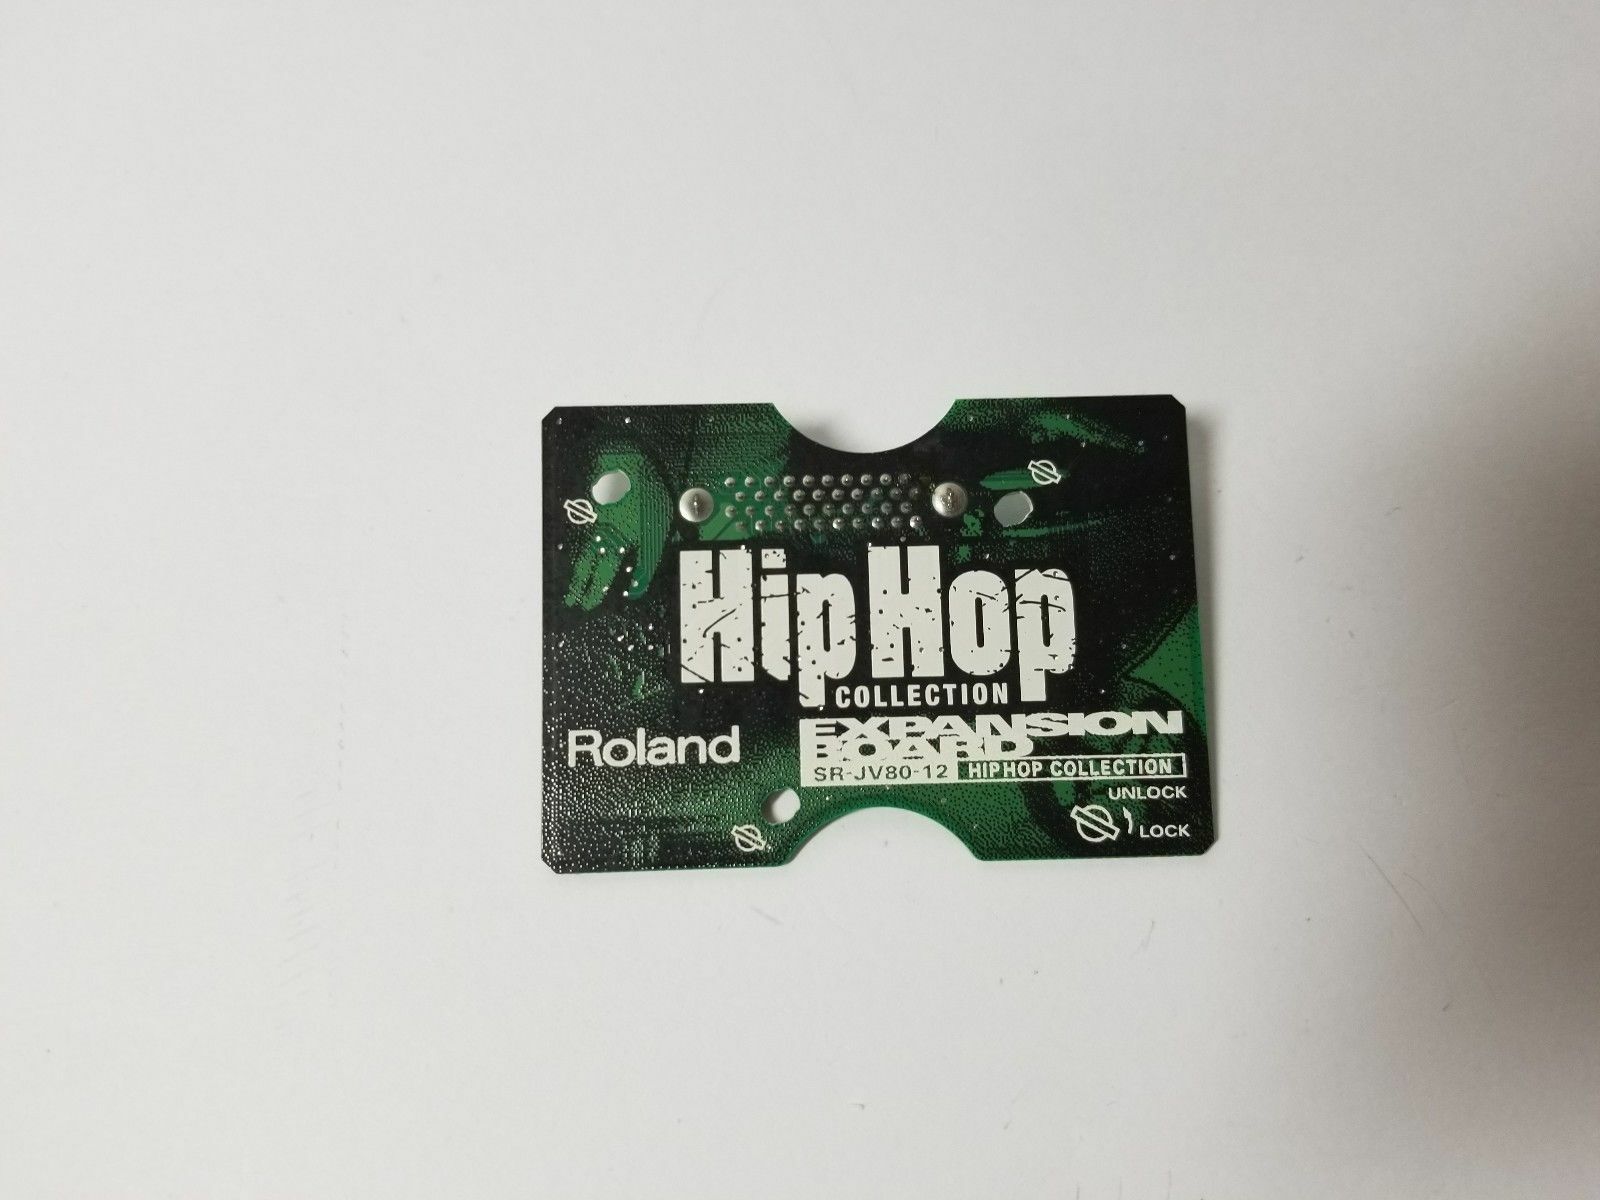 HipHop
COLLECTION
Roland
EXPANSION
BOARD
SR-JV80-12 HIPHOP COLLECTION
UNLOCK
LOCK